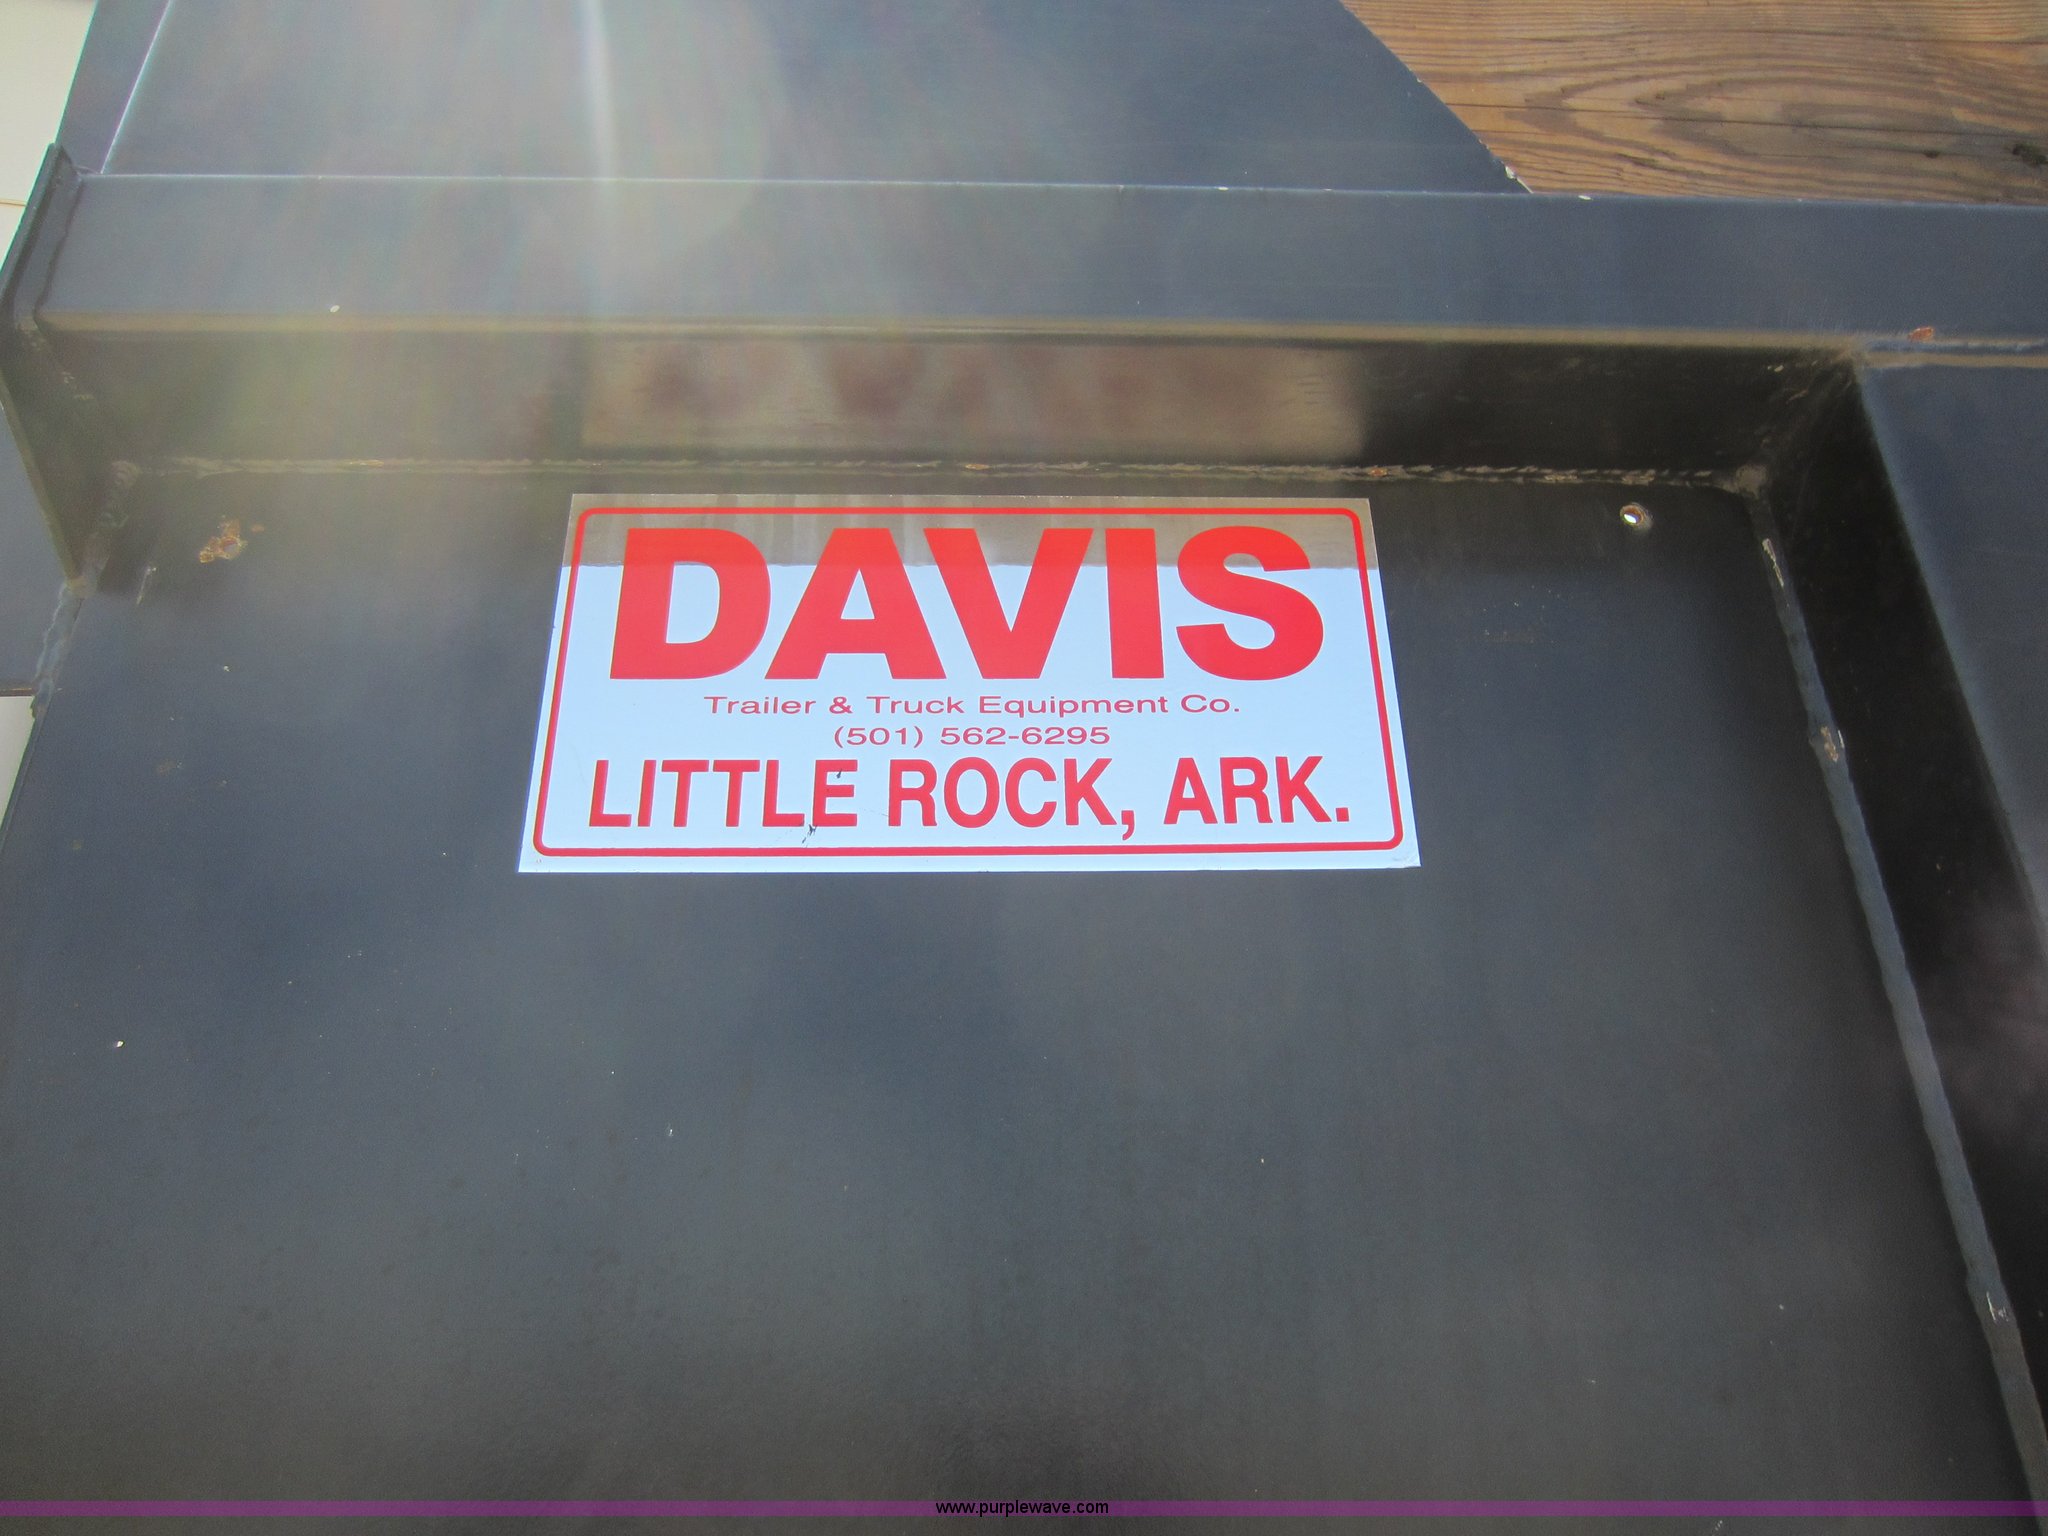 DAVIS
Trailer & Truck Equipment Co.
(501) 562-6295
LITTLE ROCK, ARK.
www.purplewave.com